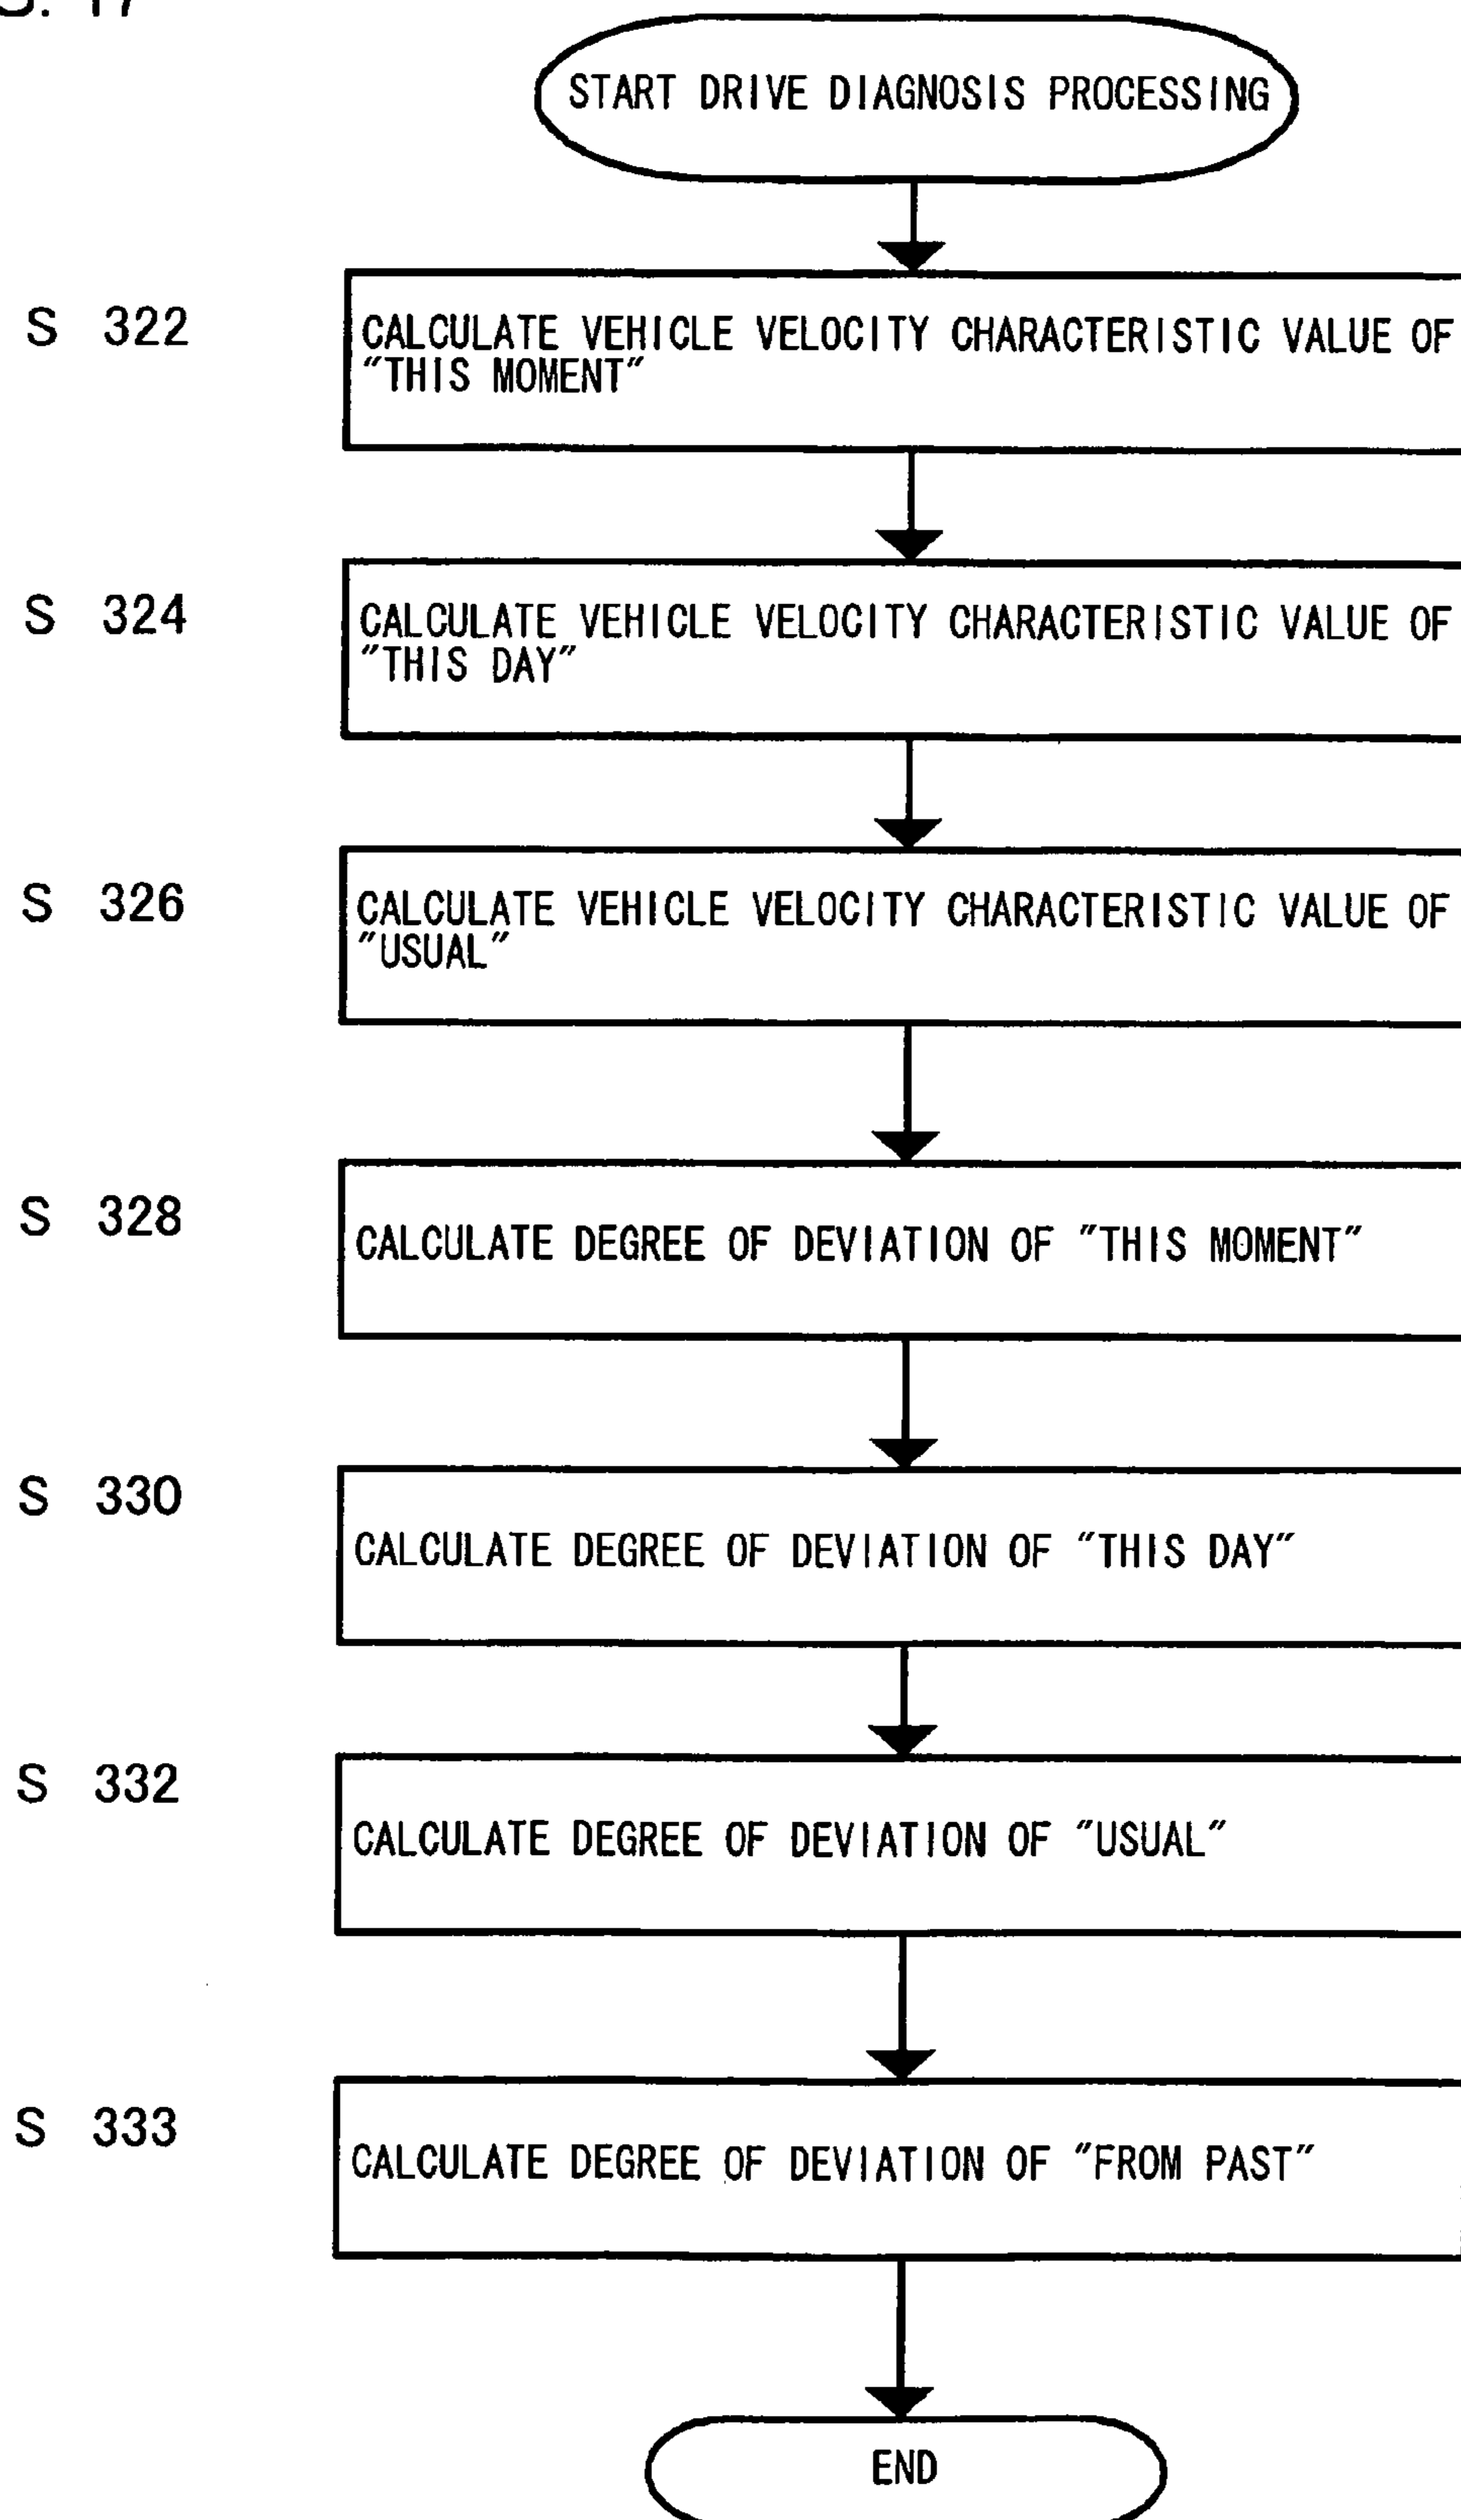 START DRIVE DIAGNOSIS PROCESSING
S 322
CALCULATE VEHICLE VELOCITY CHARACTERISTIC VALUE OF
"THIS MOMENT"
S 324
CALCULATE VEHICLE VELOCITY CHARACTERISTIC VALUE OF
"THIS DAY"
S 326
CALCULATE VEHICLE VELOCITY CHARACTERISTIC VALUE OF
"USUAL"
S 328
CALCULATE DEGREE OF DEVIATION OF "THIS MOMENT"
S 330
CALCULATE DEGREE OF DEVIATION OF "THIS DAY"
S 332
CALCULATE DEGREE OF DEVIATION OF "USUAL"
S 333
CALCULATE DEGREE OF DEVIATION OF "FROM PAST"
END